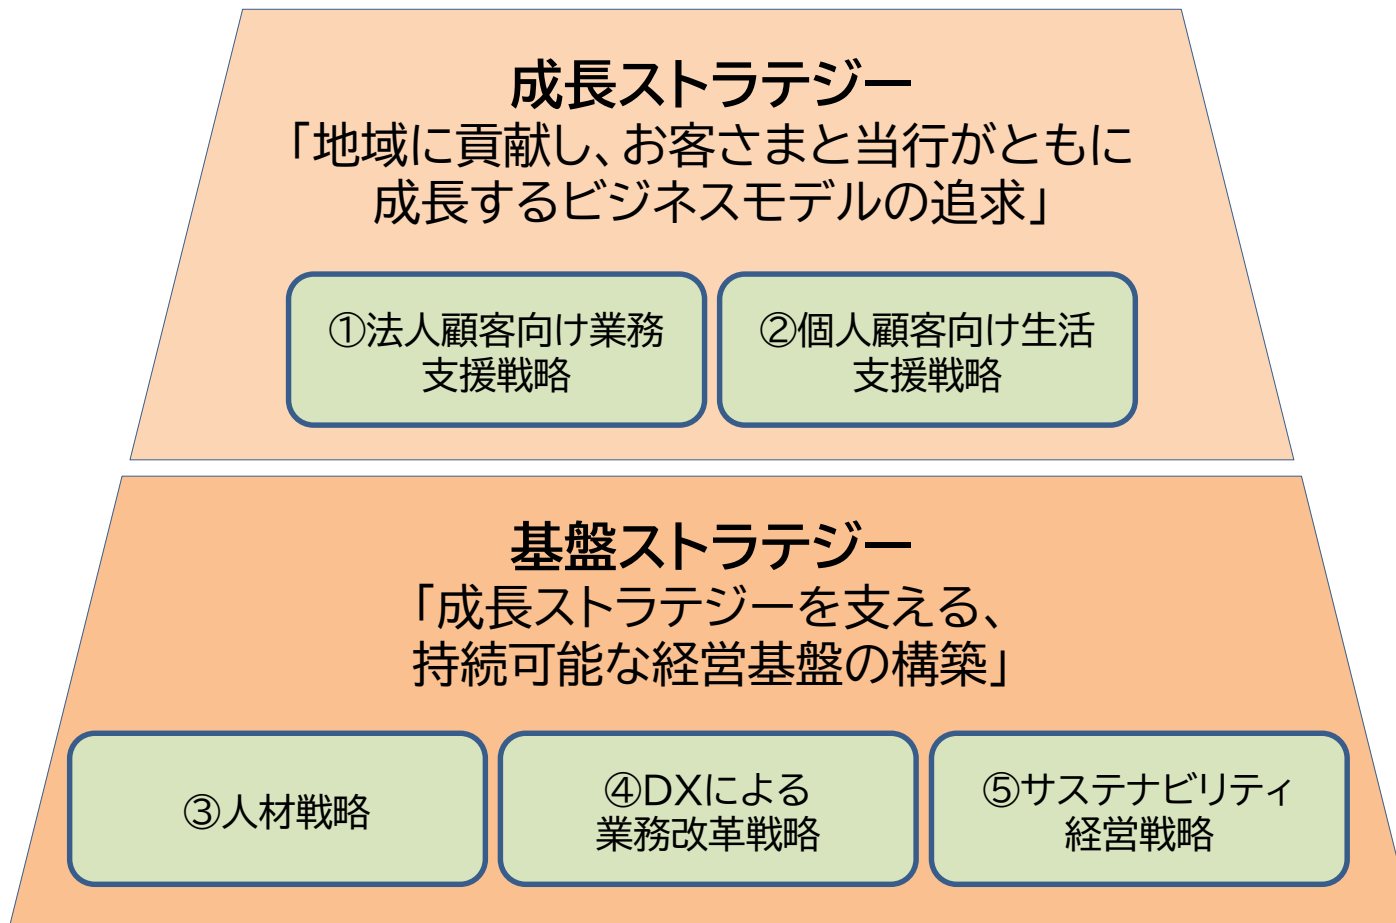 成長ストラテジー
「地域に貢献し、お客さまと当行がともに
成長するビジネスモデルの追求」
①法人顧客向け業務
支援戦略
②個人顧客向け生活
支援戦略
基盤ストラテジー
「成長ストラテジーを支える、
持続可能な経営基盤の構築」
③人材戦略
④DXによる
業務改革戦略
⑤サステナビリティ
経営戦略